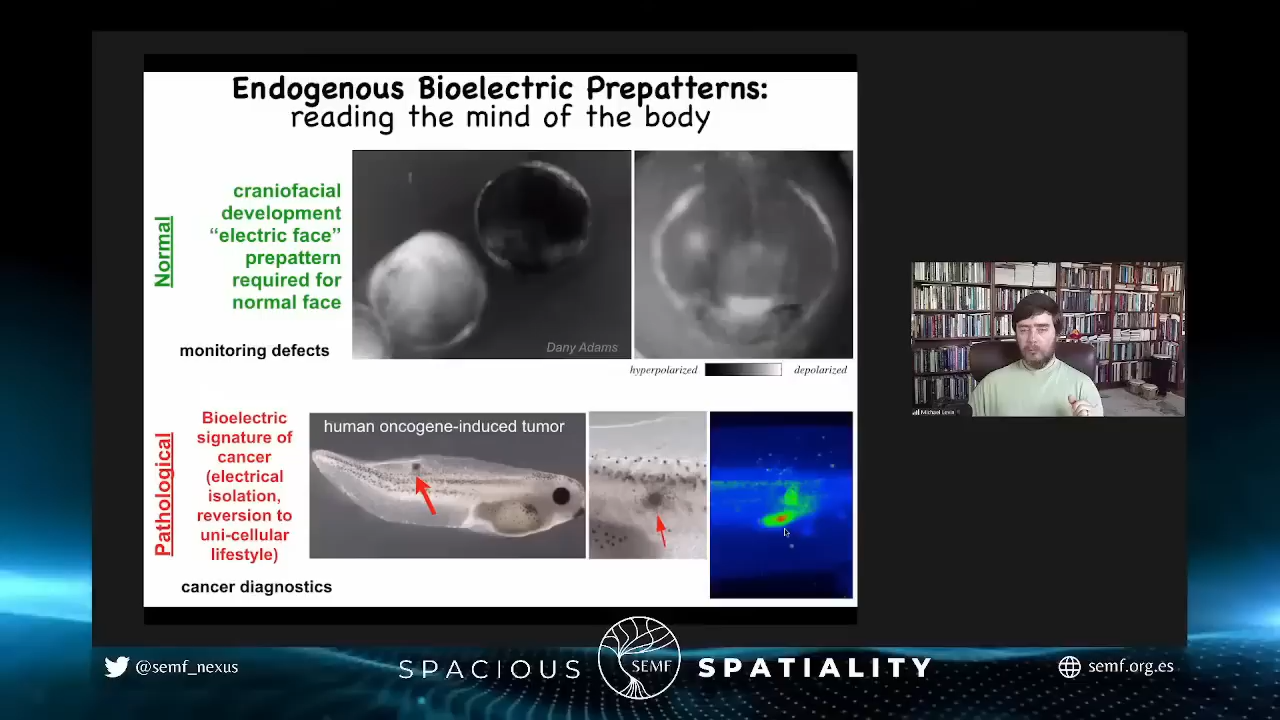 Endogenous Bioelectric Prepatterns:
reading the mind of the body
Normal
craniofacial
development
“electric face”
prepattern
required for
normal face
monitoring defects
Dany Adams
hyperpolarized
depolarized
Pathological
Bioelectric
signature of
cancer
(electrical
isolation,
reversion to
uni-cellular
lifestyle)
cancer diagnostics
human oncogene-induced tumor
Michael Levin
@semf_nexus
SPACIOUS
SEMF
SPATIALITY
semf.org.es